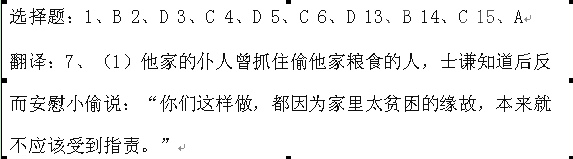 选择题：1、B 2、D 3、C 4、D 5、C 6、D 13、B 14、C 15、A
翻译：7、（1）他家的仆人曾抓住偷他家粮食的人，士谦知道后反
而安慰小偷说：“你们这样做，都因为家里太贫困的缘故，本来就
不应该受到指责。”